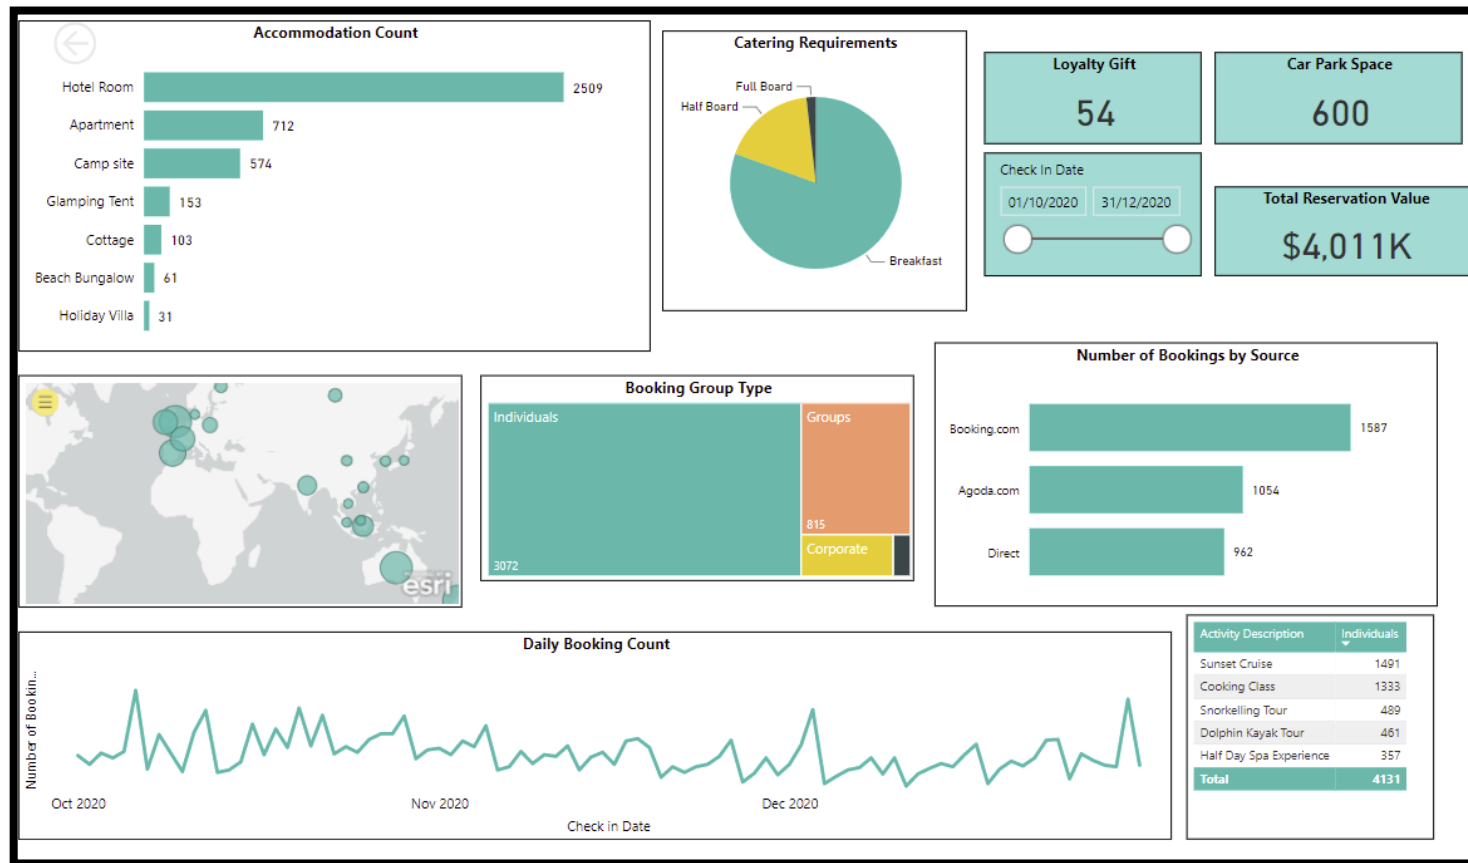 Accommodation Count
Hotel Room 2509
Apartment 712
Camp site 574
Glamping Tent 153
Cottage 103
Beach Bungalow 61
Holiday Villa 31
Catering Requirements
Full Board
Half Board
Breakfast
Loyalty Gift
54
Car Park Space
600
Check In Date
01/10/2020 31/12/2020
Total Reservation Value
$4,011K
esri
Booking Group Type
Individuals
3072
Groups
815
Corporate
Number of Bookings by Source
Booking.com 1587
Agoda.com 1054
Direct 962
Daily Booking Count
Number of Bookin...
Oct 2020 Nov 2020 Dec 2020
Check in Date
Activity Description Individuals
Sunset Cruise 1491
Cooking Class 1333
Snorkelling Tour 489
Dolphin Kayak Tour 461
Half Day Spa Experience 357
Total 4131